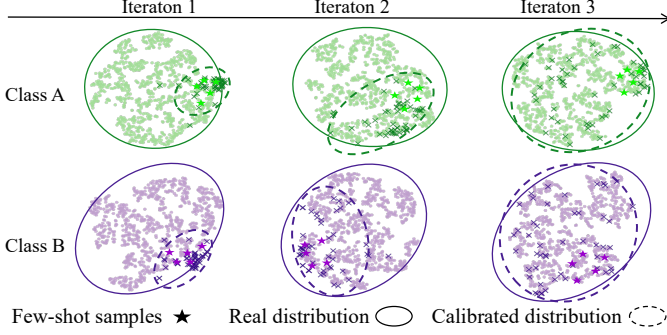 Iteraton 1 Iteraton 2 Iteraton 3
Class A
Class B
Few-shot samples Real distribution Calibrated distribution